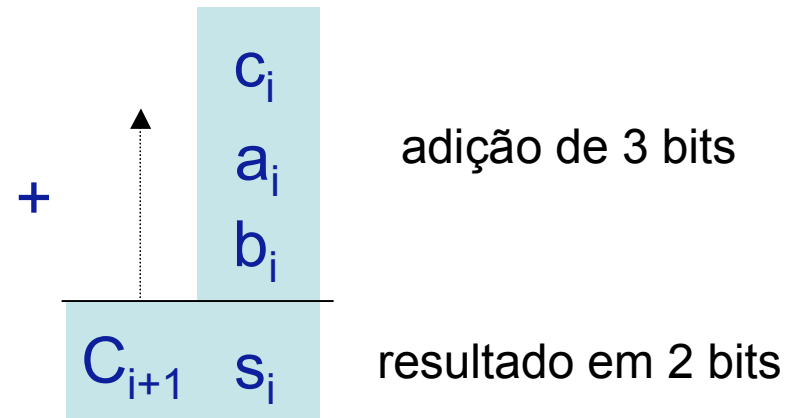 cᵢ
aᵢ
adição de 3 bits
+
bᵢ
Cᵢ₊₁ sᵢ
resultado em 2 bits